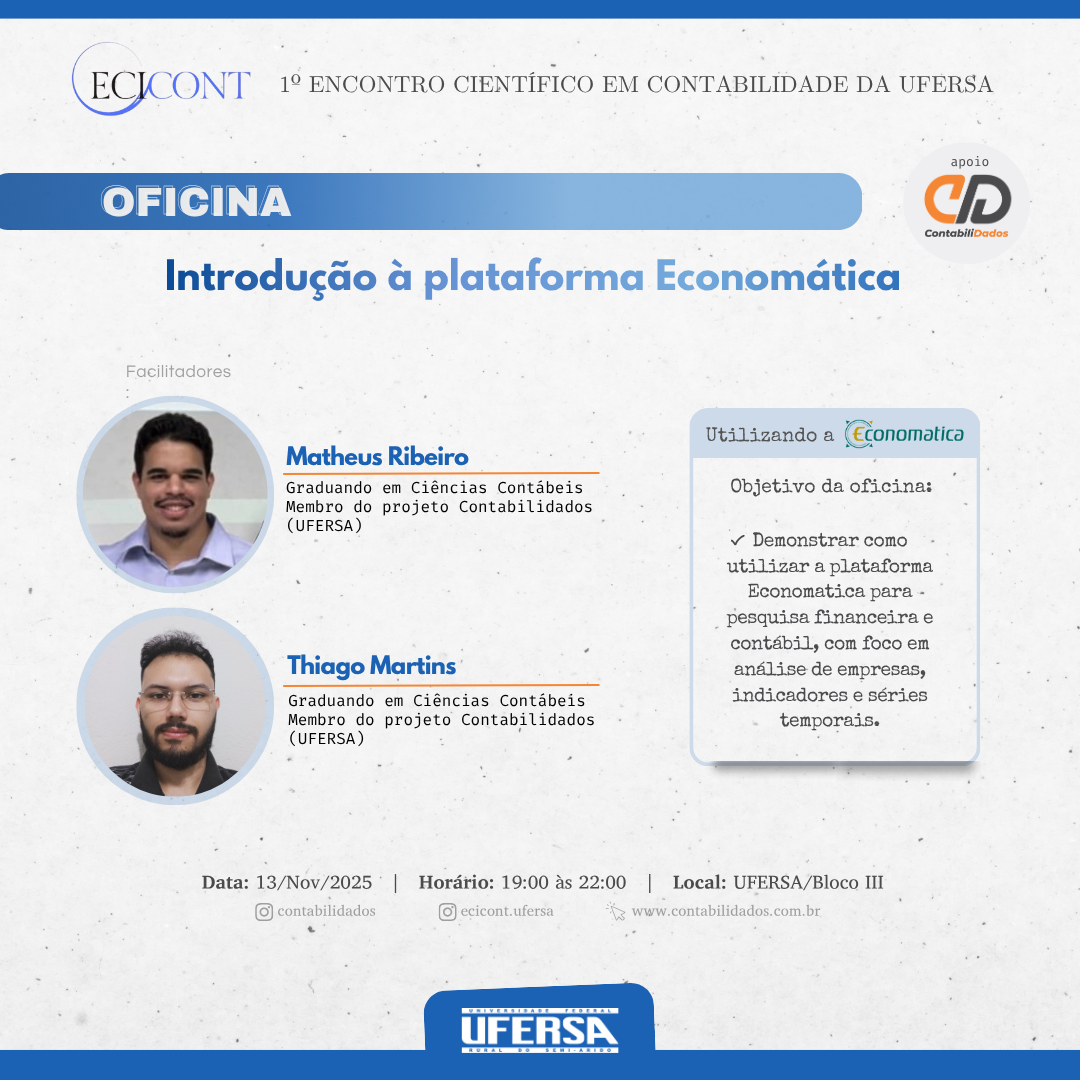 ECICONT
1º ENCONTRO CIENTÍFICO EM CONTABILIDADE DA UFERSA
apoio
CD
ContabiliDados
OFICINA
Introdução à plataforma Economática
Facilitadores
Matheus Ribeiro
Graduando em Ciências Contábeis
Membro do projeto Contabilidados
(UFERSA)
Thiago Martins
Graduando em Ciências Contábeis
Membro do projeto Contabilidados
(UFERSA)
Utilizando a Economatica
Objetivo da oficina:
✓ Demonstrar como
utilizar a plataforma
Economatica para
pesquisa financeira e
contábil, com foco em
análise de empresas,
indicadores e séries
temporais.
Data: 13/Nov/2025 | Horário: 19:00 às 22:00 | Local: UFERSA/Bloco III
contabilidados ecicont.ufersa www.contabilidados.com.br
UNIVERSIDADE FEDERAL
UFERSA
RURAL DO SEMI-ÁRIDO